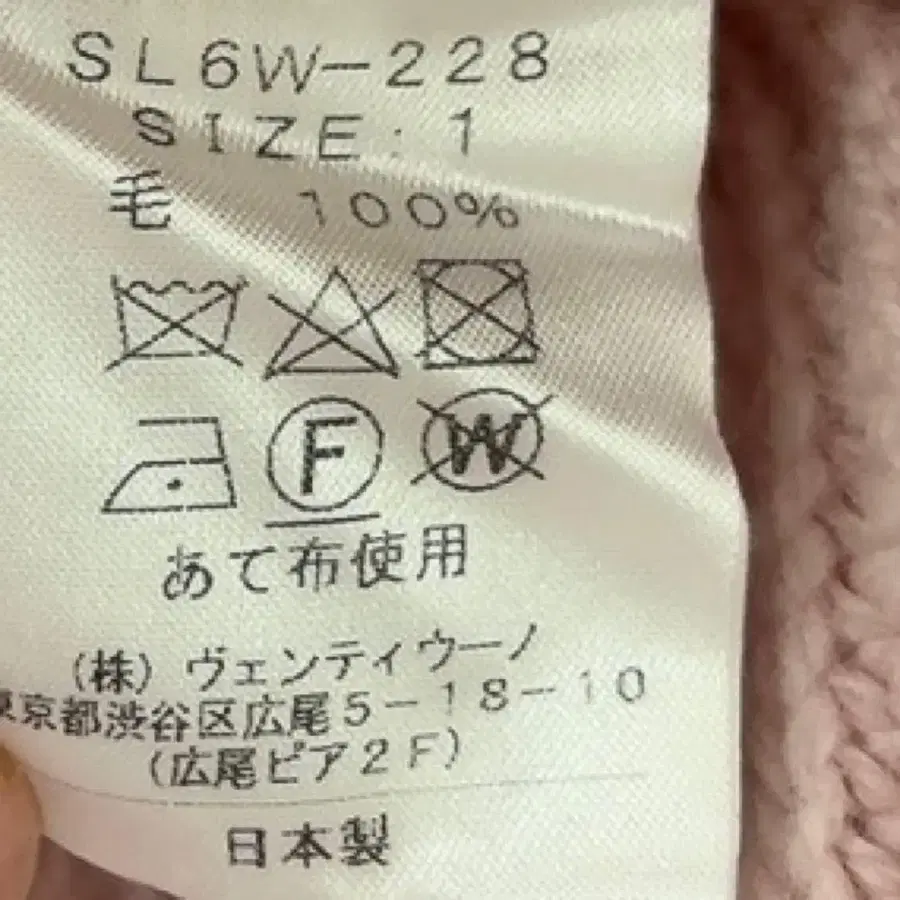 SL6W-228
SIZE: 1
毛 100%
F W
あて布使用
(株) ヴェンティウーノ
東京都渋谷区広尾5-18-10
(広尾ピア2F)
日本製